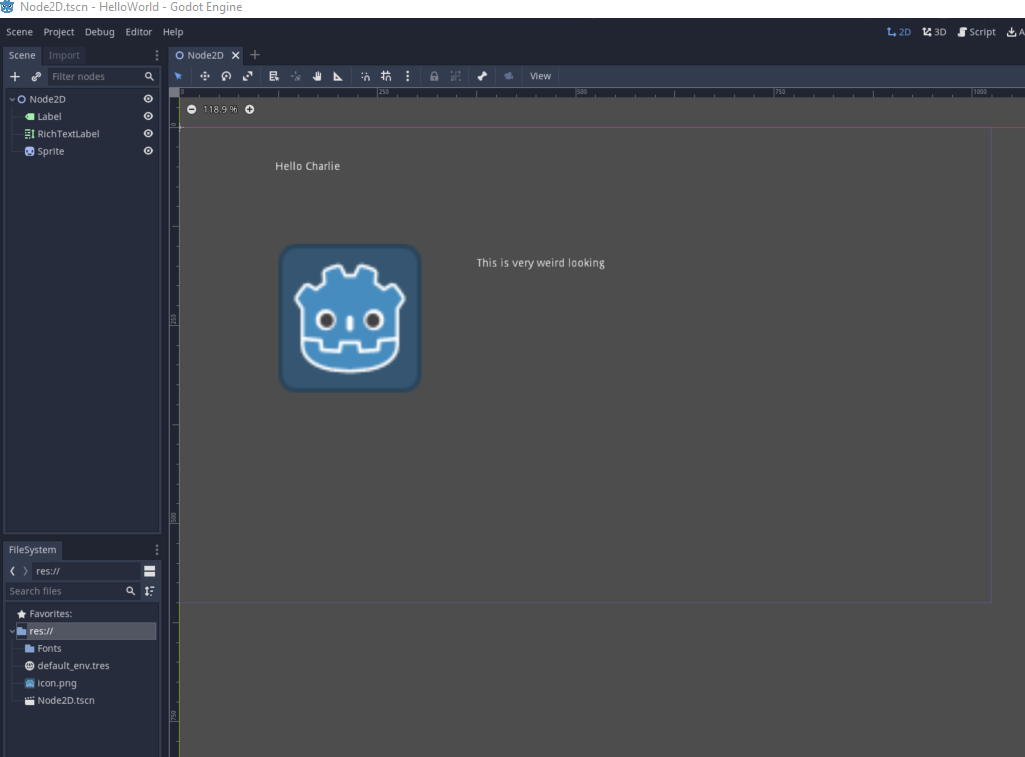 Node2D.tscn - HelloWorld - Godot Engine
Scene Project Debug Editor Help
2D 3D Script A
Scene Import
Node2D
Filter nodes
View
Node2D
Label
RichTextLabel
Sprite
0 250 500 750 1000
118.9 %
0
250
500
750
Hello Charlie
This is very weird looking
FileSystem
res://
Search files
Favorites:
res://
Fonts
default_env.tres
icon.png
Node2D.tscn